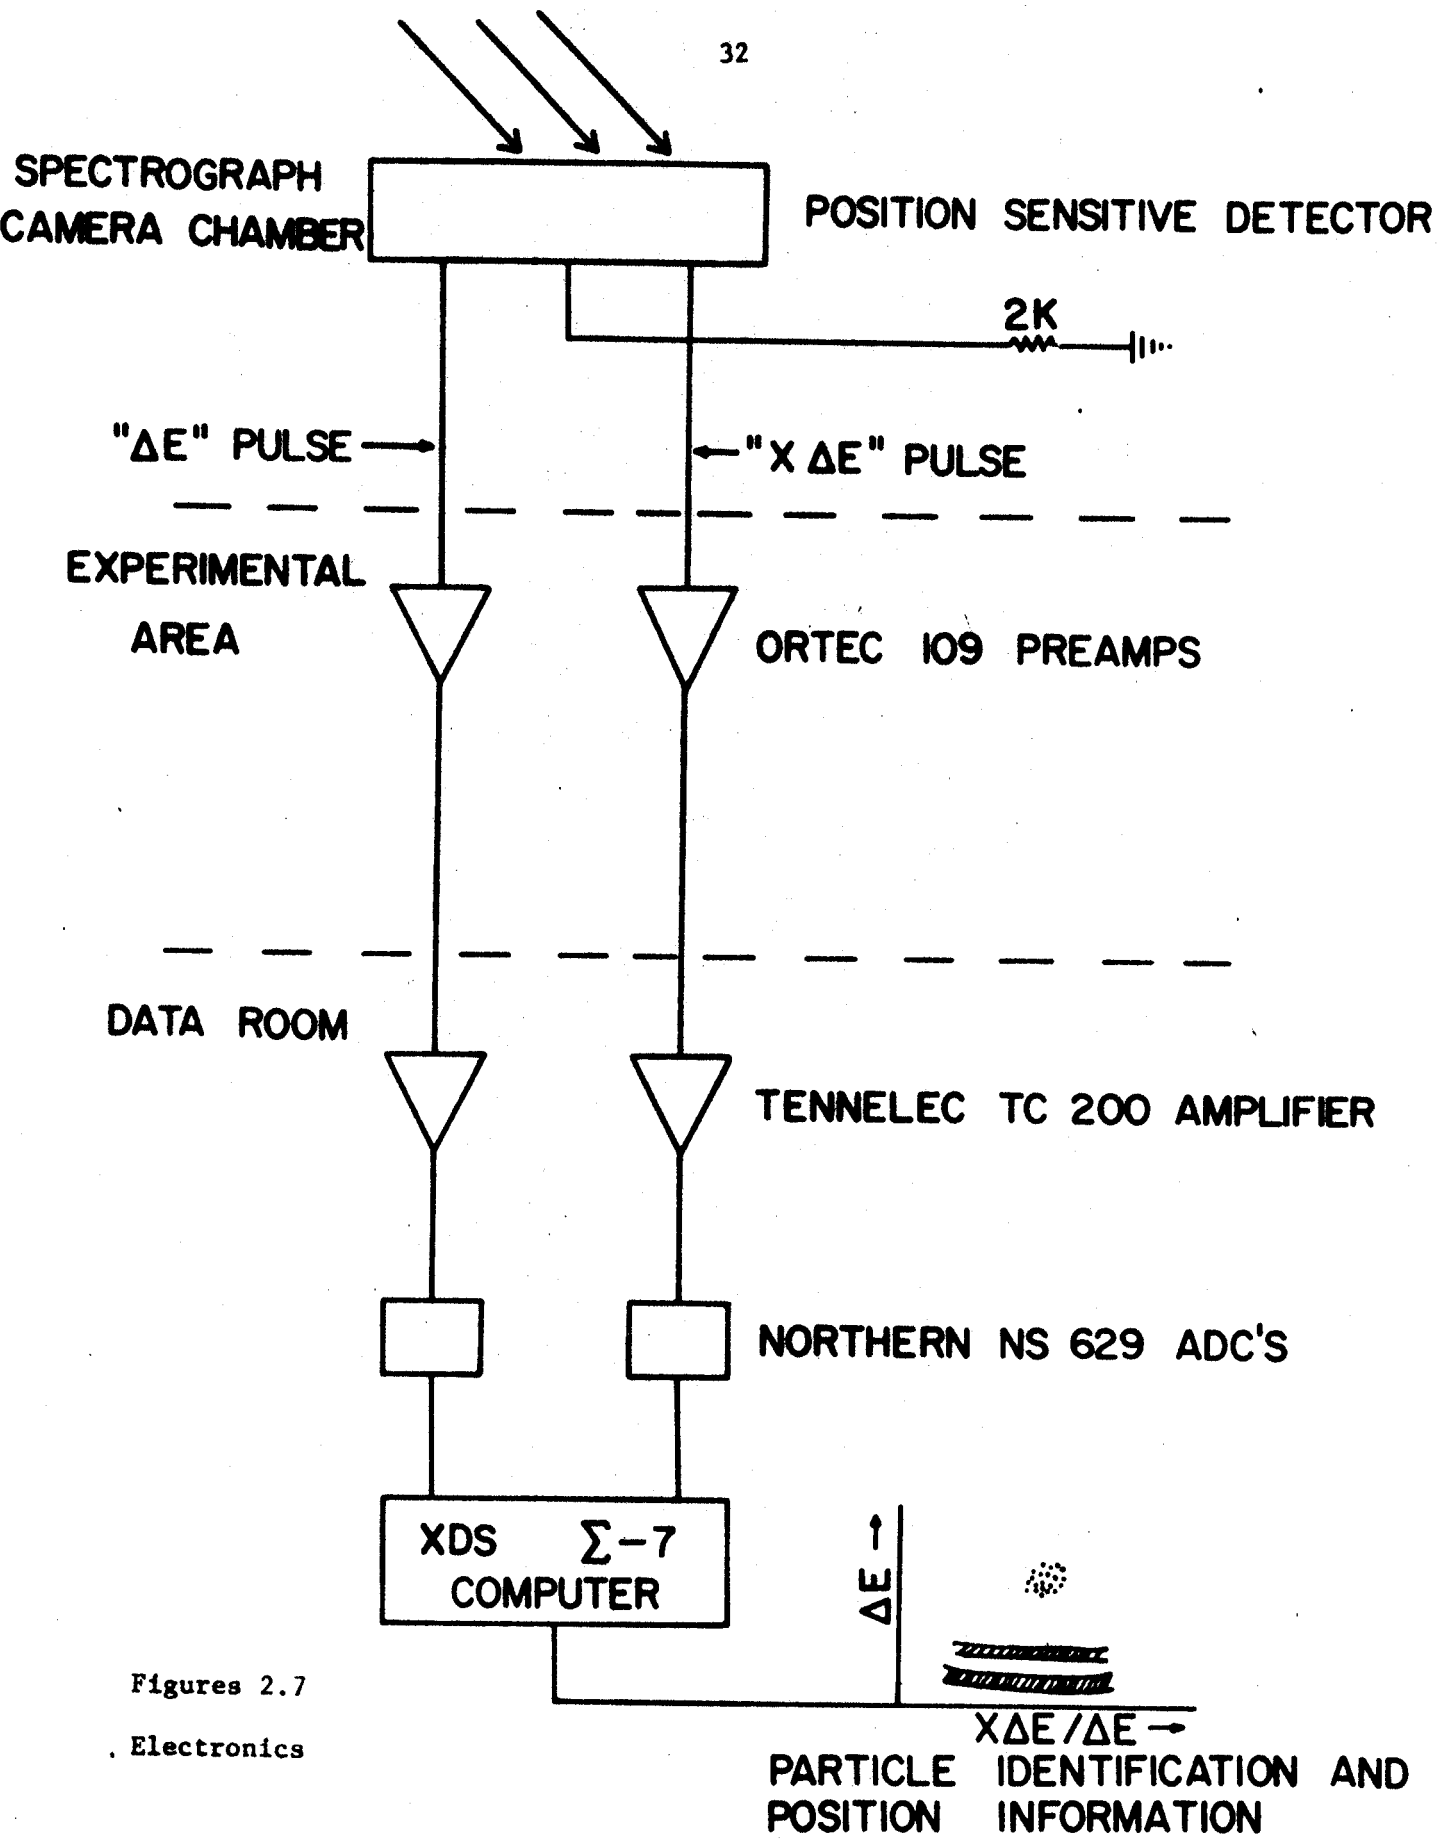 32
SPECTROGRAPH
CAMERA CHAMBER
POSITION SENSITIVE DETECTOR
2K
"ΔE" PULSE
"X ΔE" PULSE
EXPERIMENTAL
AREA
ORTEC 109 PREAMPS
DATA ROOM
TENNELEC TC 200 AMPLIFIER
NORTHERN NS 629 ADC'S
XDS Σ-7
COMPUTER
ΔE →
XΔE/ΔE →
PARTICLE IDENTIFICATION AND
POSITION INFORMATION
Figures 2.7
Electronics